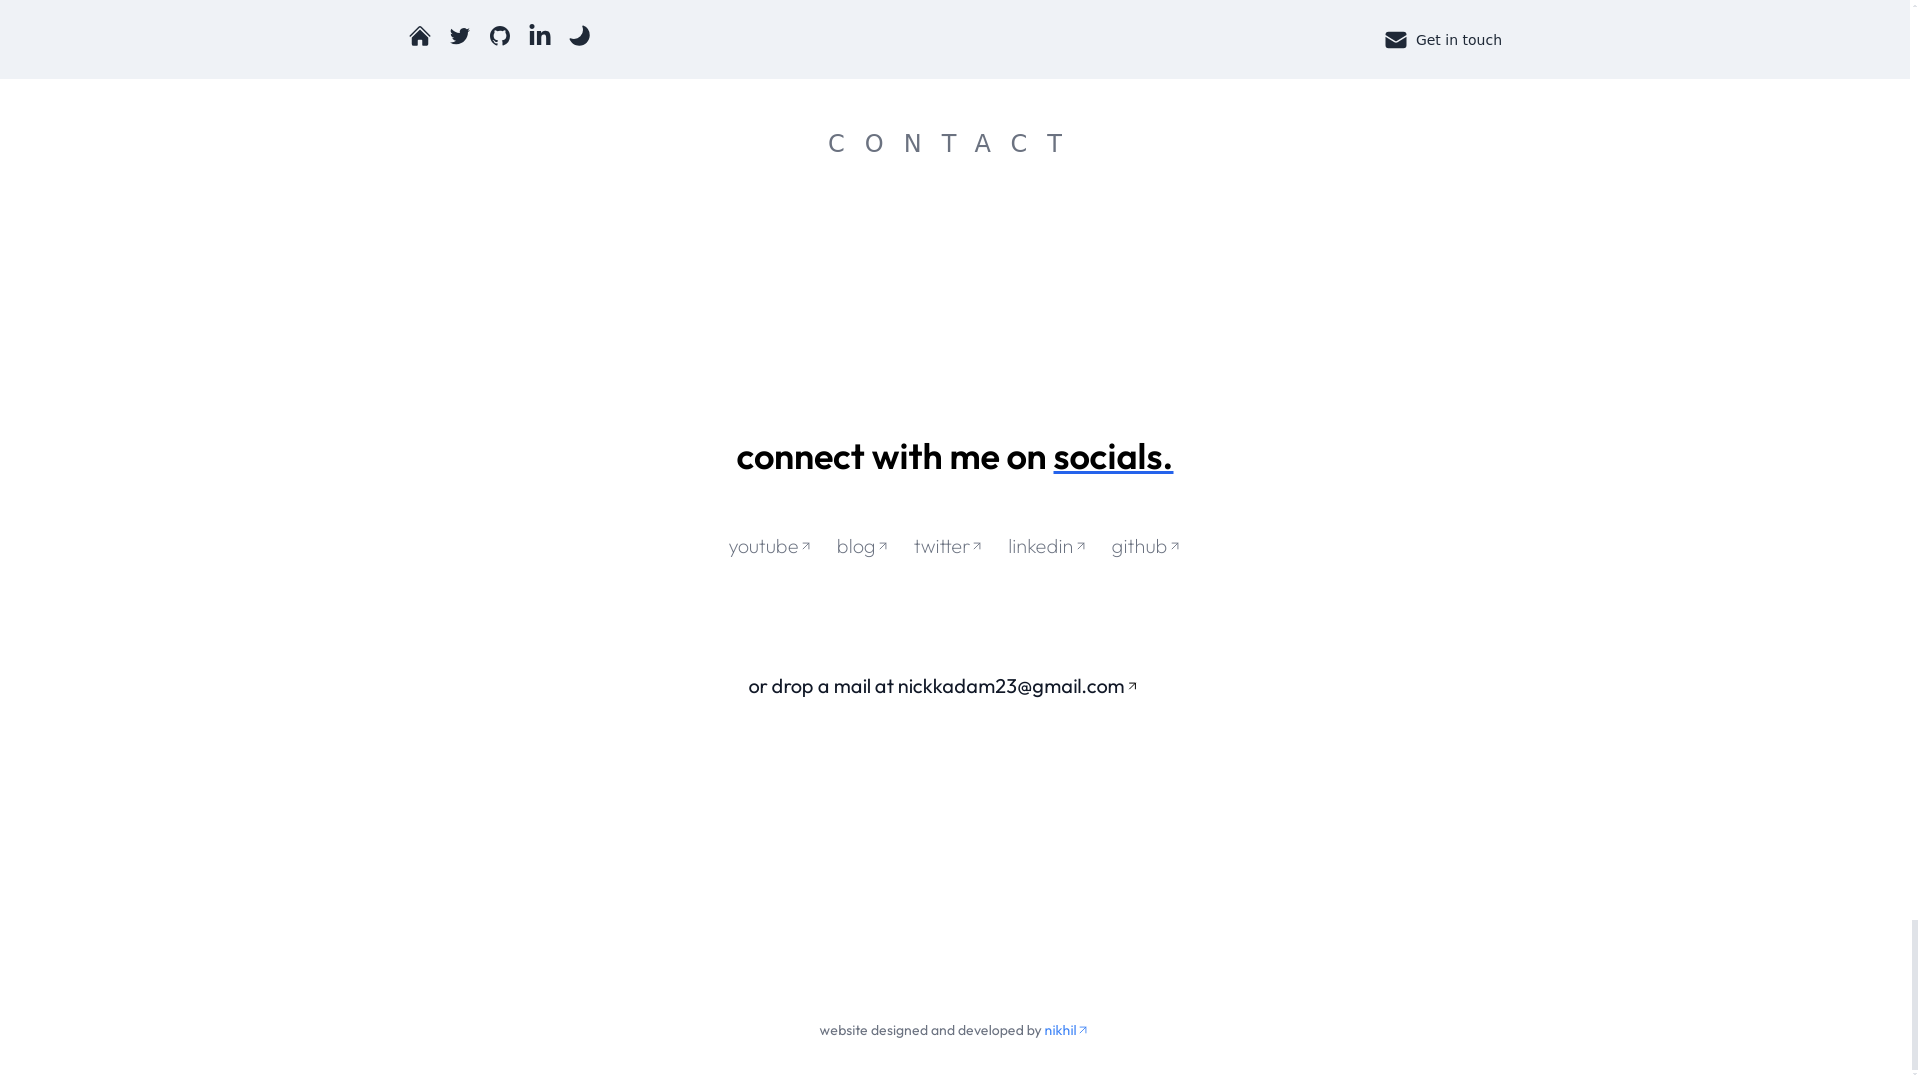 Get in touch
CONTACT
connect with me on socials.
youtube blog twitter linkedin github
or drop a mail at nickkadam23@gmail.com
website designed and developed by nikhil